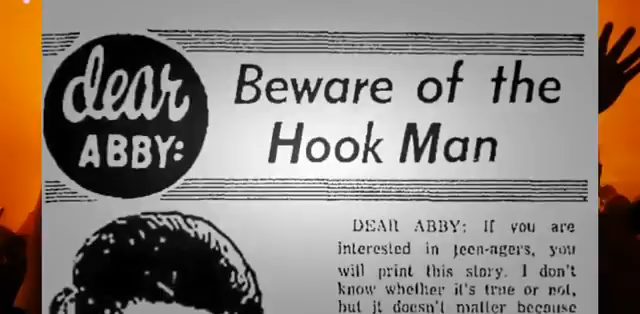 dear
ABBY:
Beware of the
Hook Man
DEAR ABBY: If you are
interested in teen-agers, you
will print this story. I don't
know whether it's true or not,
but it doesn't matter because